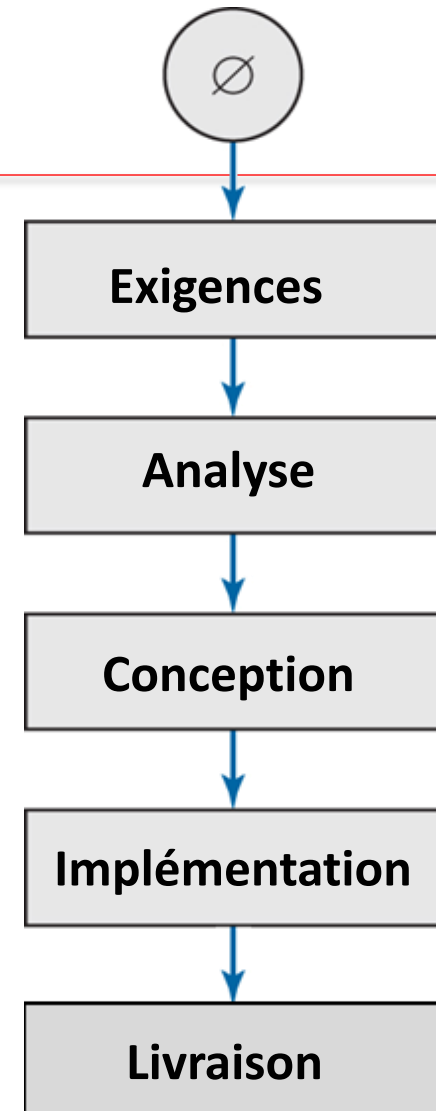 ∅
Exigences
Analyse
Conception
Implémentation
Livraison